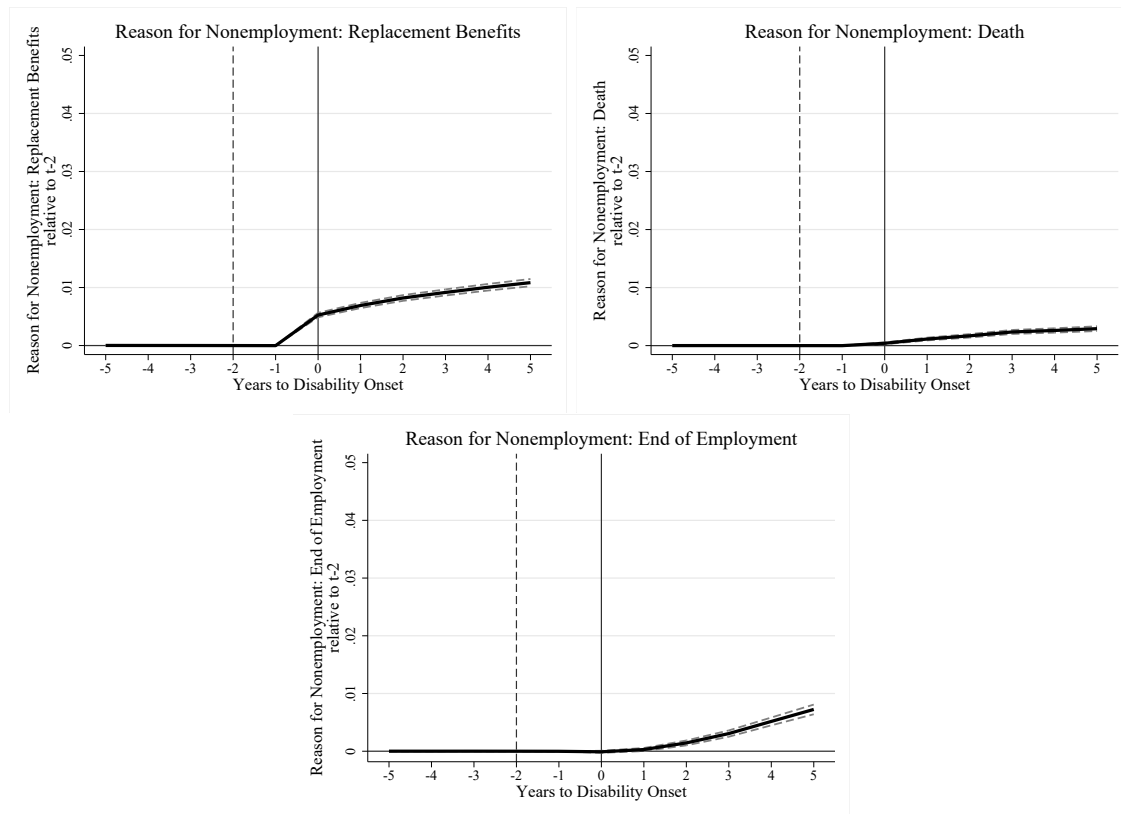 Reason for Nonemployment: Replacement Benefits
Reason for Nonemployment: Replacement Benefits
relative to t-2
.05
.04
.03
.02
.01
0
-5 -4 -3 -2 -1 0 1 2 3 4 5
Years to Disability Onset
Reason for Nonemployment: Death
Reason for Nonemployment: Death
relative to t-2
.05
.04
.03
.02
.01
0
-5 -4 -3 -2 -1 0 1 2 3 4 5
Years to Disability Onset
Reason for Nonemployment: End of Employment
Reason for Nonemployment: End of Employment
relative to t-2
.05
.04
.03
.02
.01
0
-5 -4 -3 -2 -1 0 1 2 3 4 5
Years to Disability Onset